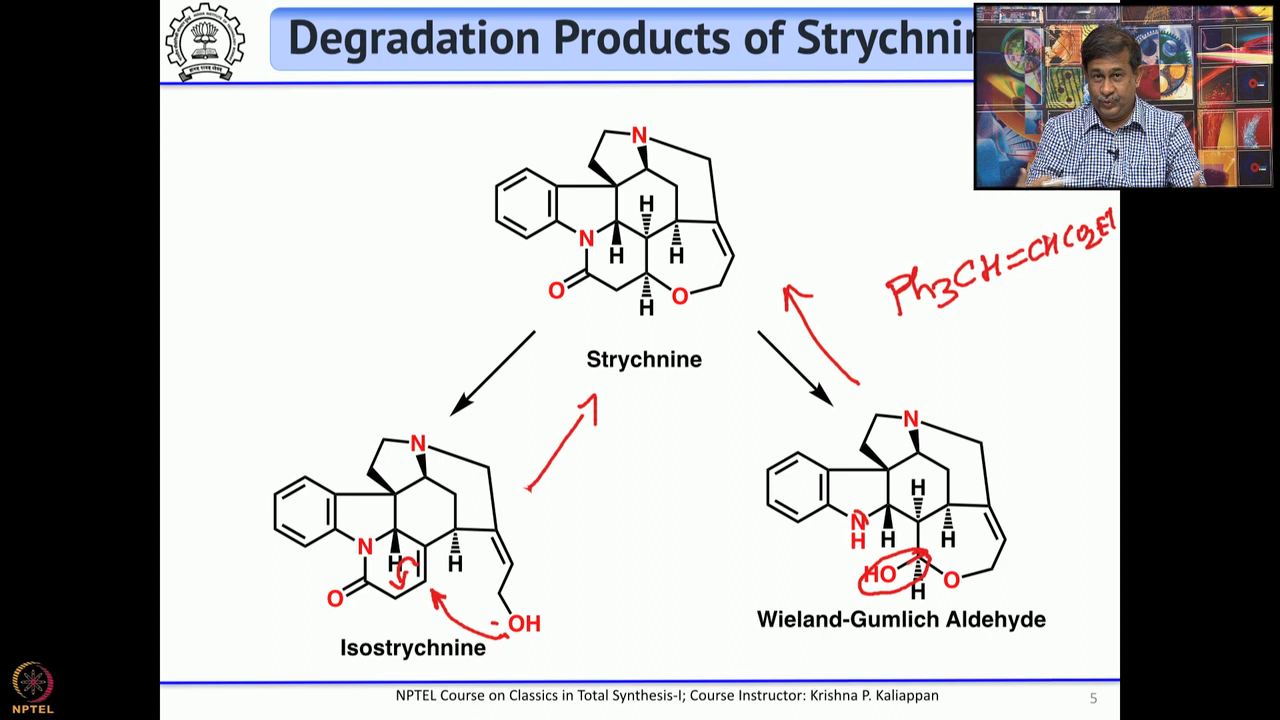 Degradation Products of Strychnin
N
H
N
H
H
O
H
O
Ph3CH=CHCO2Et
Strychnine
N
N
H
H
O
- OH
Isostrychnine
N
H
N
H
H
H
HO
O
H
Wieland-Gumlich Aldehyde
NPTEL Course on Classics in Total Synthesis-I; Course Instructor: Krishna P. Kaliappan
5
NPTEL